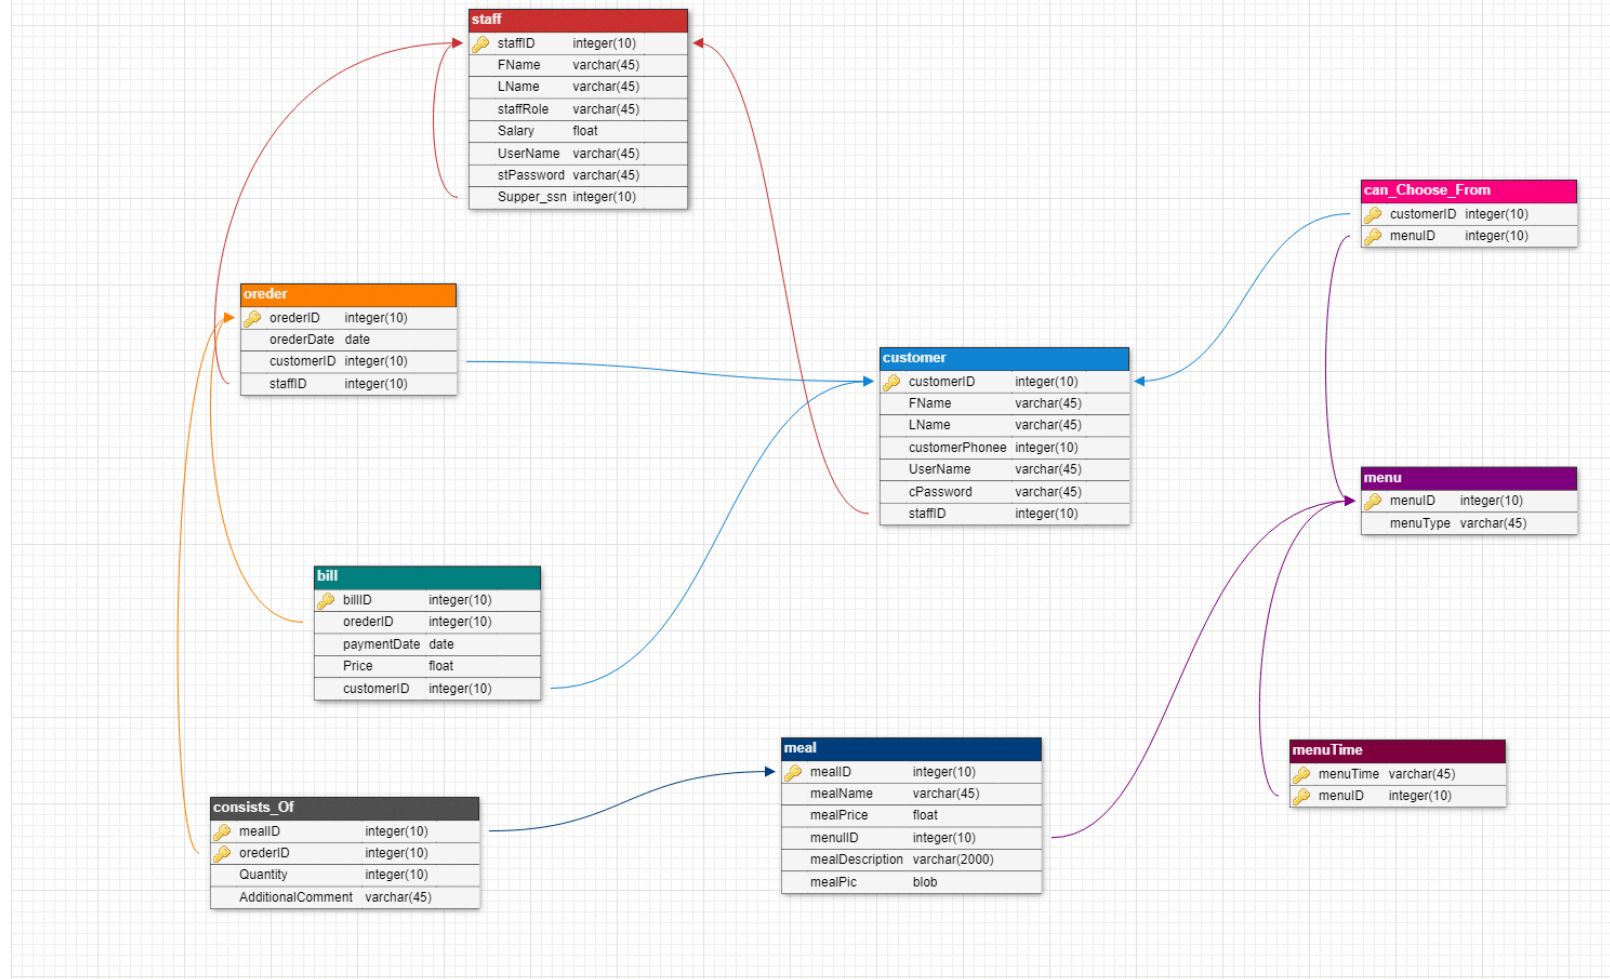 staff
staffID integer(10)
FName varchar(45)
LName varchar(45)
staffRole varchar(45)
Salary float
UserName varchar(45)
stPassword varchar(45)
Supper_ssn integer(10)
can_Choose_From
customerID integer(10)
menuID integer(10)
oreder
orederID integer(10)
orederDate date
customerID integer(10)
staffID integer(10)
customer
customerID integer(10)
FName varchar(45)
LName varchar(45)
customerPhonee integer(10)
UserName varchar(45)
cPassword varchar(45)
staffID integer(10)
menu
menuID integer(10)
menuType varchar(45)
bill
billID integer(10)
orederID integer(10)
paymentDate date
Price float
customerID integer(10)
meal
mealID integer(10)
mealName varchar(45)
mealPrice float
menuIID integer(10)
mealDescription varchar(2000)
mealPic blob
menuTime
menuTime varchar(45)
menuID integer(10)
consists_Of
mealID integer(10)
orederID integer(10)
Quantity integer(10)
AdditionalComment varchar(45)